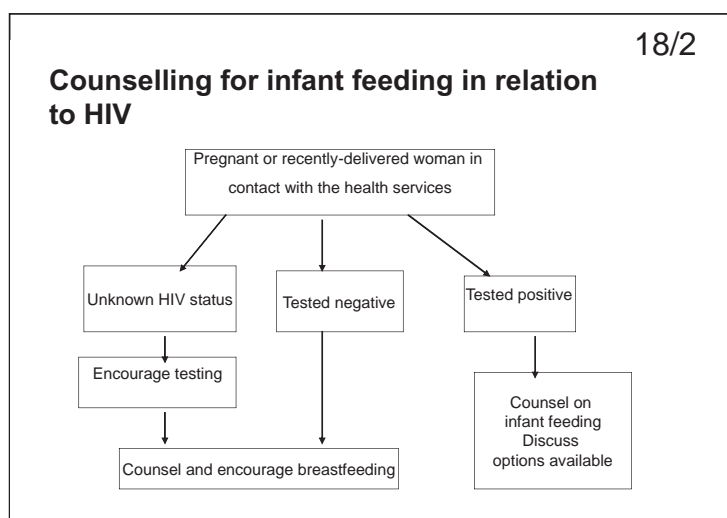 18/2
Counselling for infant feeding in relation
to HIV
Pregnant or recently-delivered woman in
contact with the health services
Unknown HIV status
Tested negative
Tested positive
Encourage testing
Counsel on
infant feeding
Discuss
options available
Counsel and encourage breastfeeding